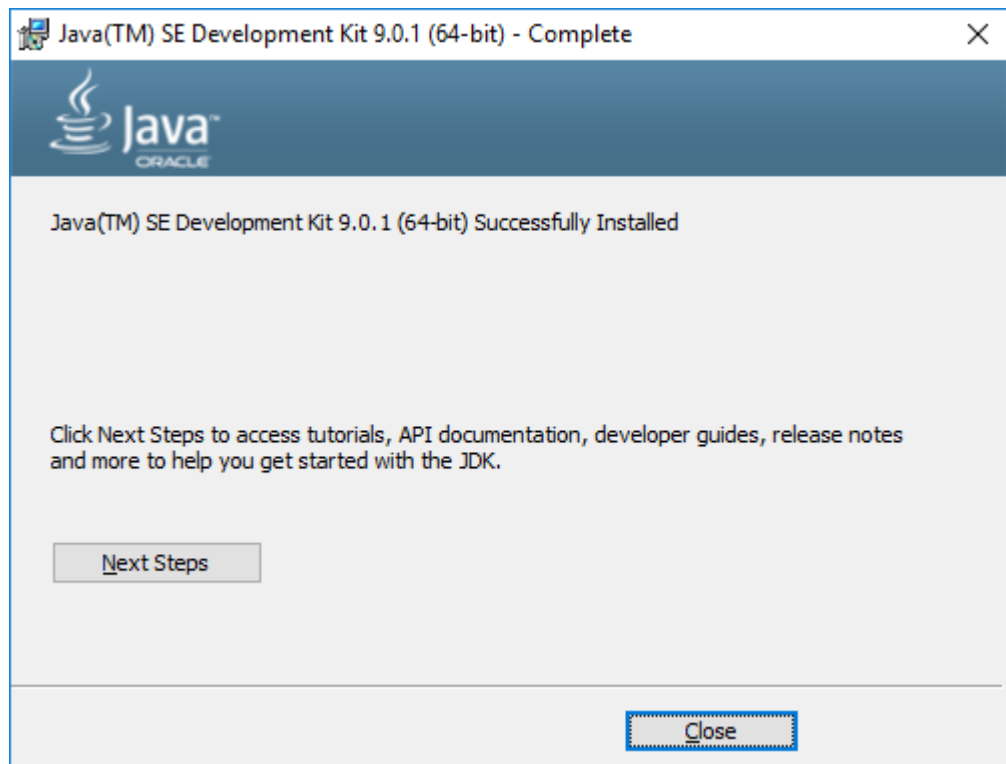 Java(TM) SE Development Kit 9.0.1 (64-bit) - Complete
Java™
ORACLE
Java(TM) SE Development Kit 9.0.1 (64-bit) Successfully Installed
Click Next Steps to access tutorials, API documentation, developer guides, release notes
and more to help you get started with the JDK.
Next Steps
Close